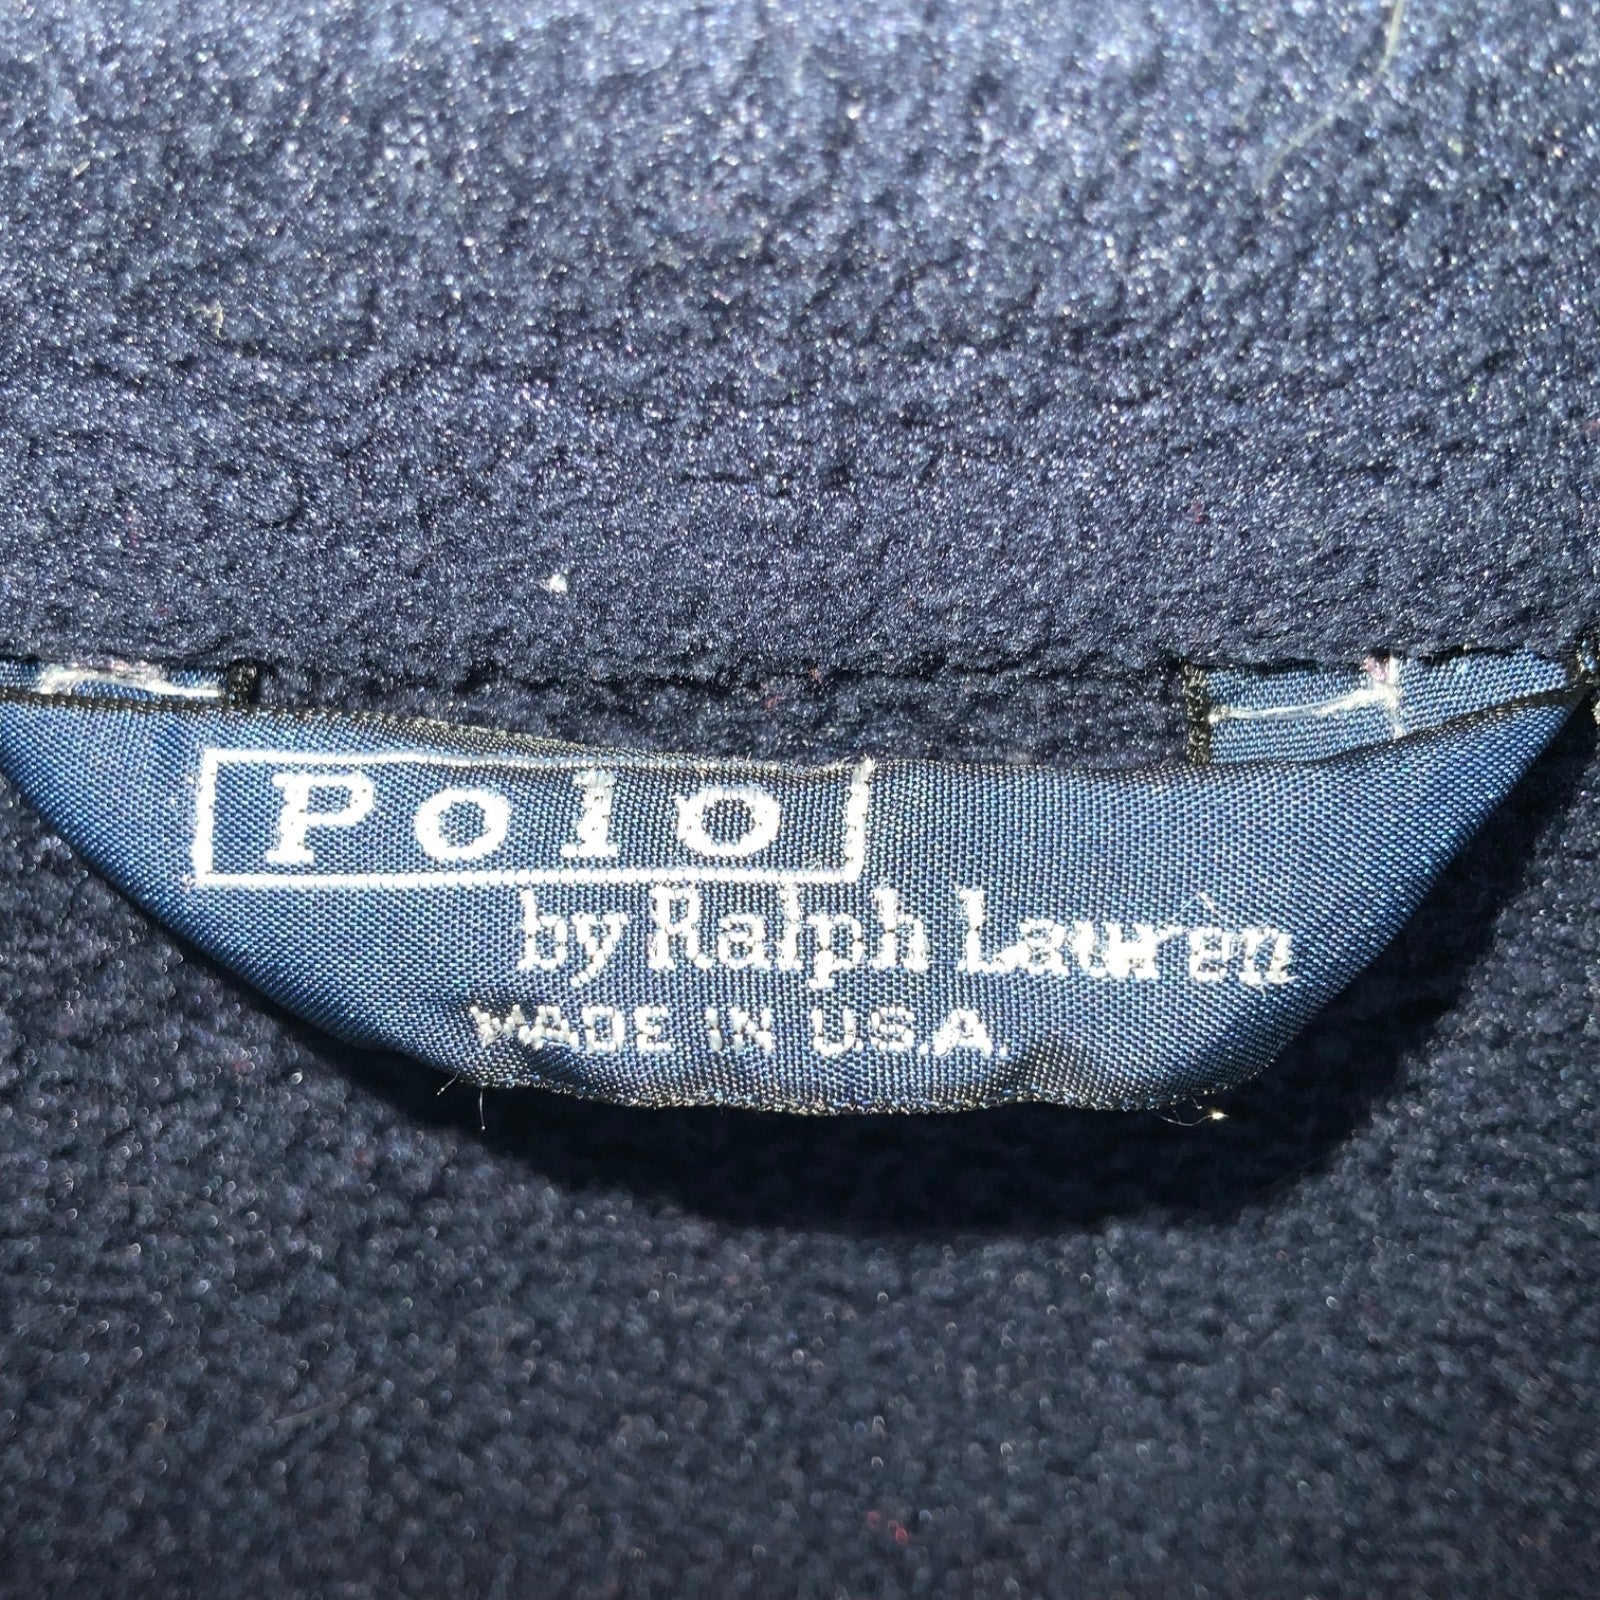 Polo
by Ralph Lauren
MADE IN U.S.A.